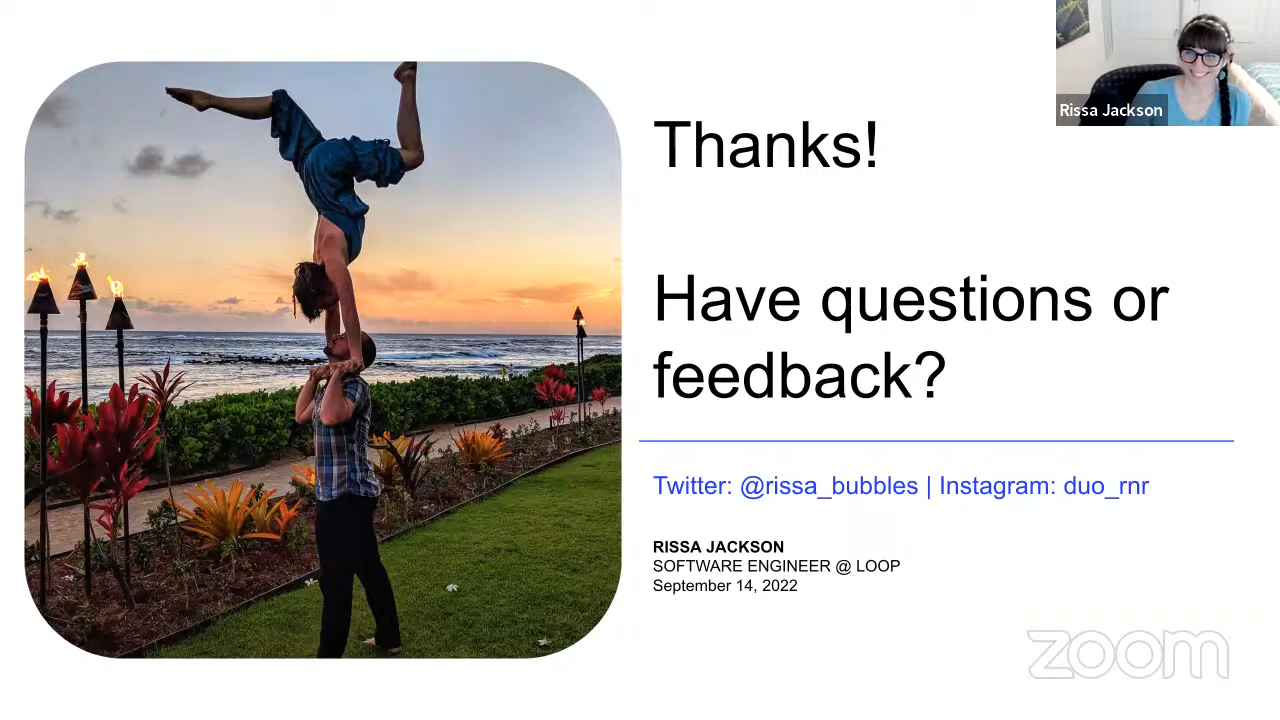 Rissa Jackson
Thanks!
Have questions or
feedback?
Twitter: @rissa_bubbles | Instagram: duo_rnr
RISSA JACKSON
SOFTWARE ENGINEER @ LOOP
September 14, 2022
zoom